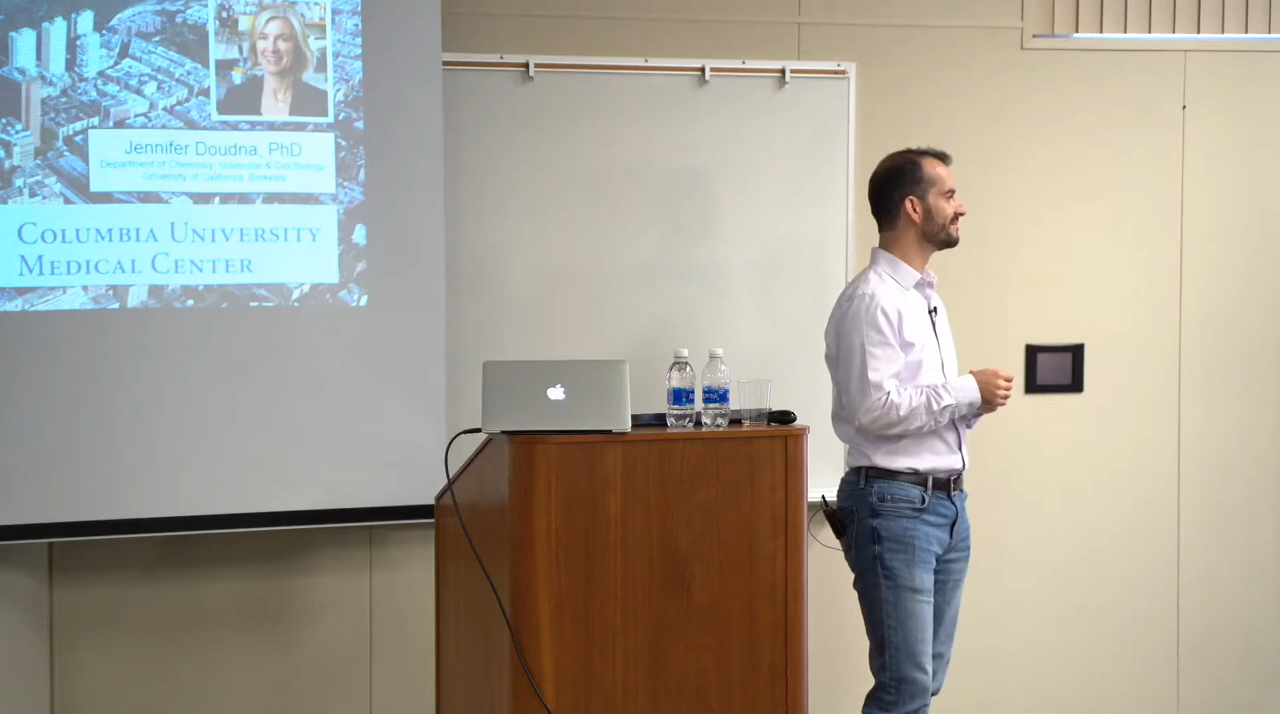 Jennifer Doudna, PhD
Department of Chemistry, Molecular & Cell Biology
University of California, Berkeley
COLUMBIA UNIVERSITY
MEDICAL CENTER